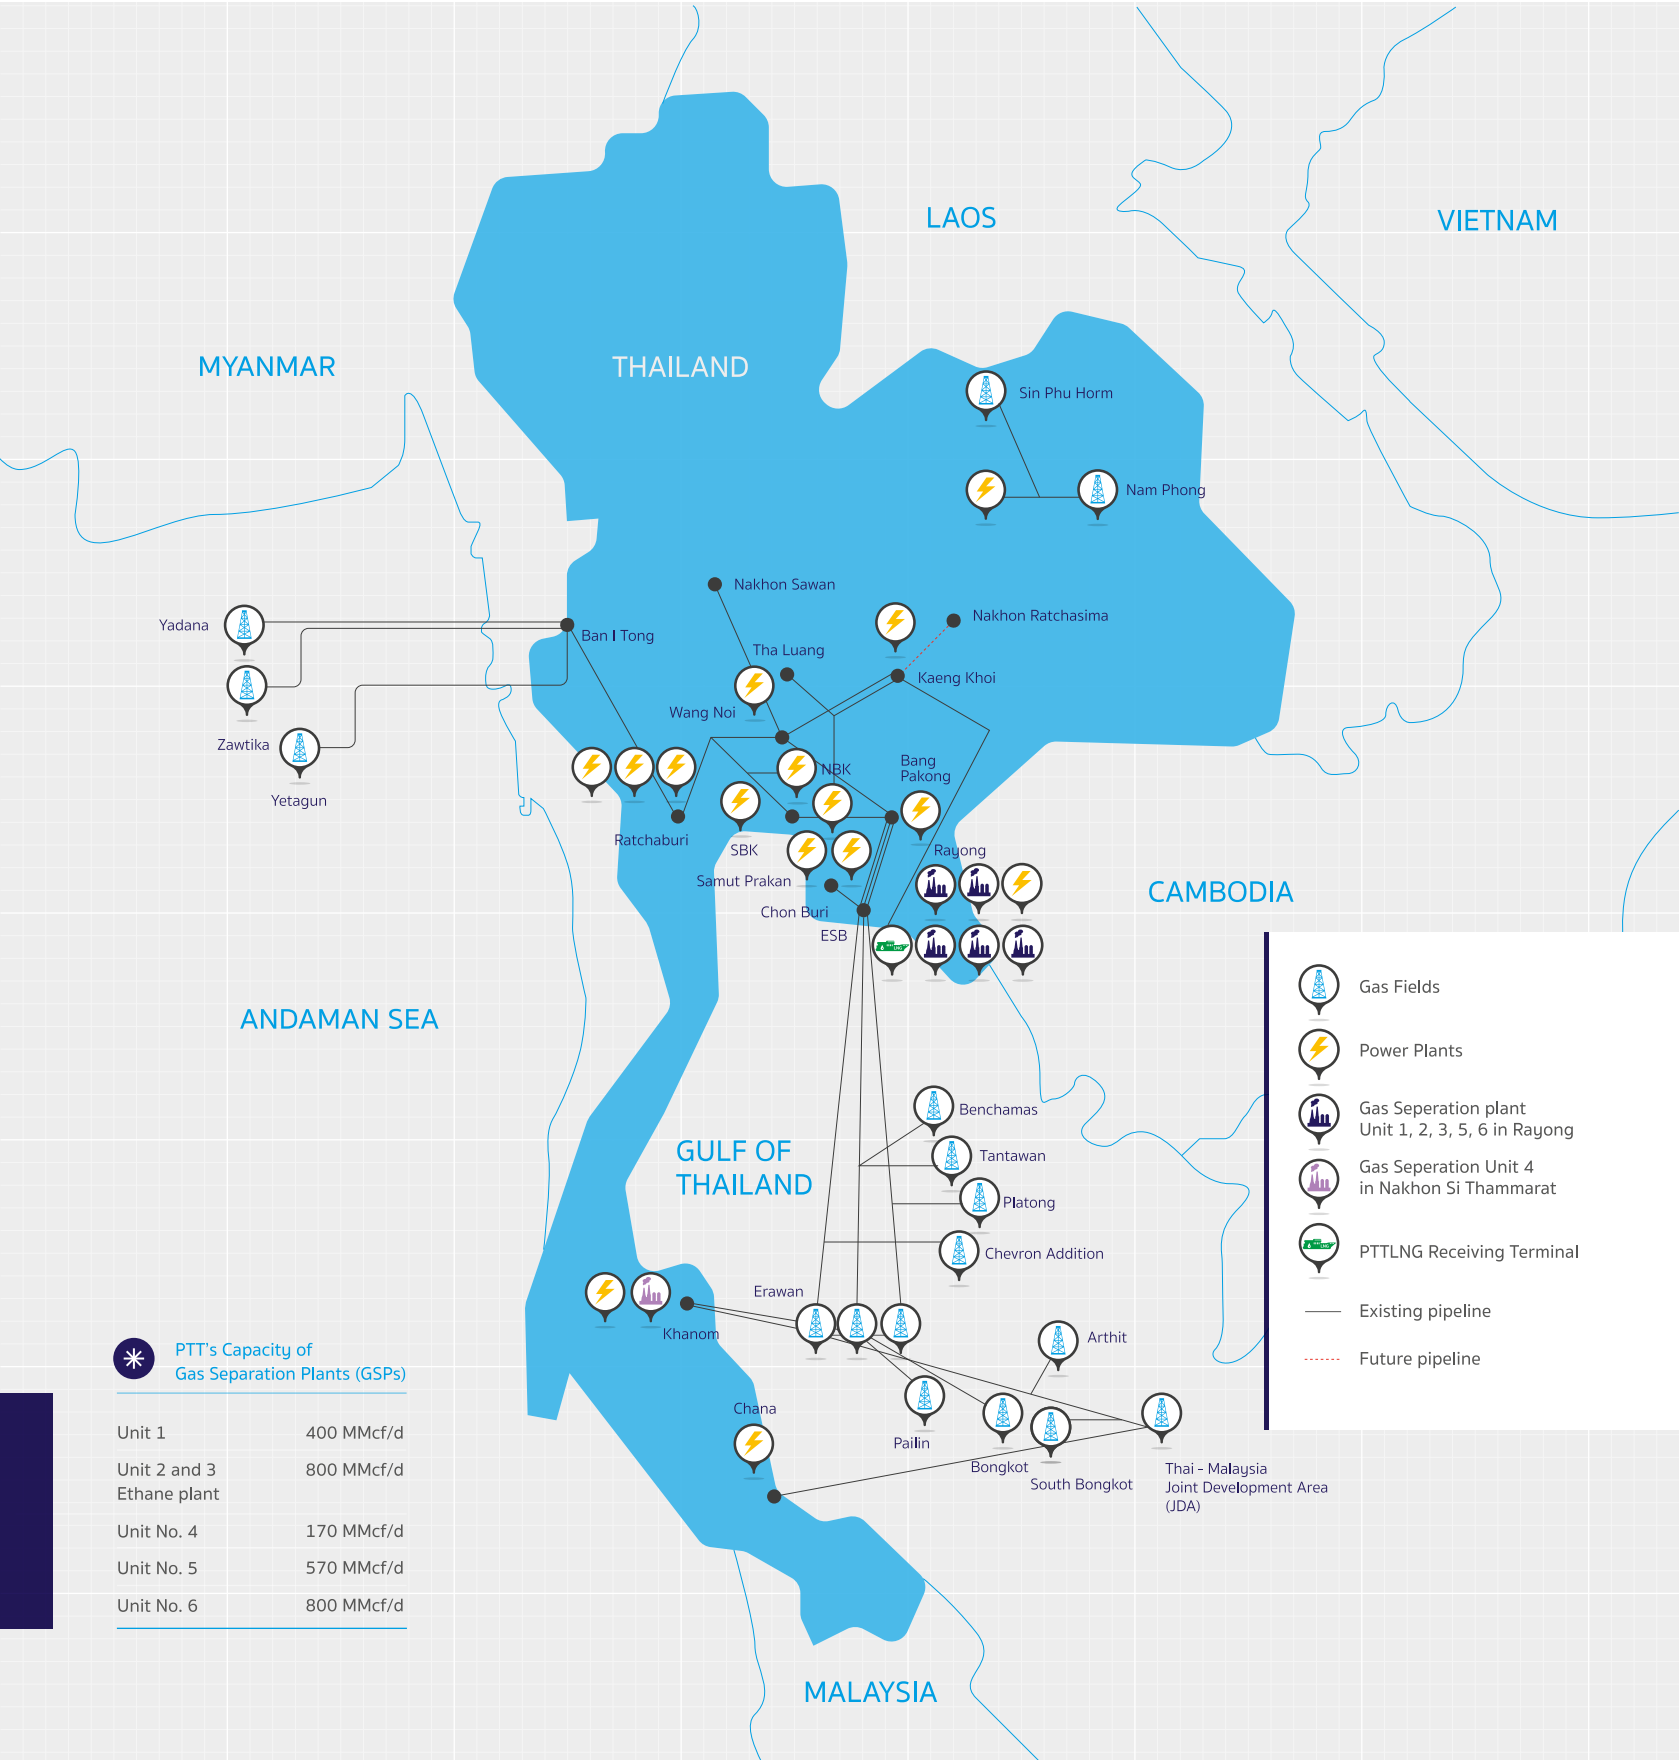 LAOS
VIETNAM
MYANMAR
THAILAND
Sin Phu Horm
Nam Phong
Nakhon Sawan
Nakhon Ratchasima
Yadana
Ban I Tong
Tha Luang
Kaeng Khoi
Wang Noi
Zawtika
Yetagun
NBK
Bang
Pakong
Ratchaburi
SBK
Rayong
Samut Prakan
Chon Buri
ESB
CAMBODIA
LNG
ANDAMAN SEA
Benchamas
GULF OF
THAILAND
Tantawan
Platong
Chevron Addition
Erawan
Khanom
Arthit
Chana
Pailin
Bongkot
South Bongkot
Thai - Malaysia
Joint Development Area
(JDA)
MALAYSIA
Gas Fields
Power Plants
Gas Seperation plant
Unit 1, 2, 3, 5, 6 in Rayong
Gas Seperation Unit 4
in Nakhon Si Thammarat
LNG
PTTLNG Receiving Terminal
Existing pipeline
Future pipeline
PTT's Capacity of
Gas Separation Plants (GSPs)
Unit 1 400 MMcf/d
Unit 2 and 3 800 MMcf/d
Ethane plant
Unit No. 4 170 MMcf/d
Unit No. 5 570 MMcf/d
Unit No. 6 800 MMcf/d